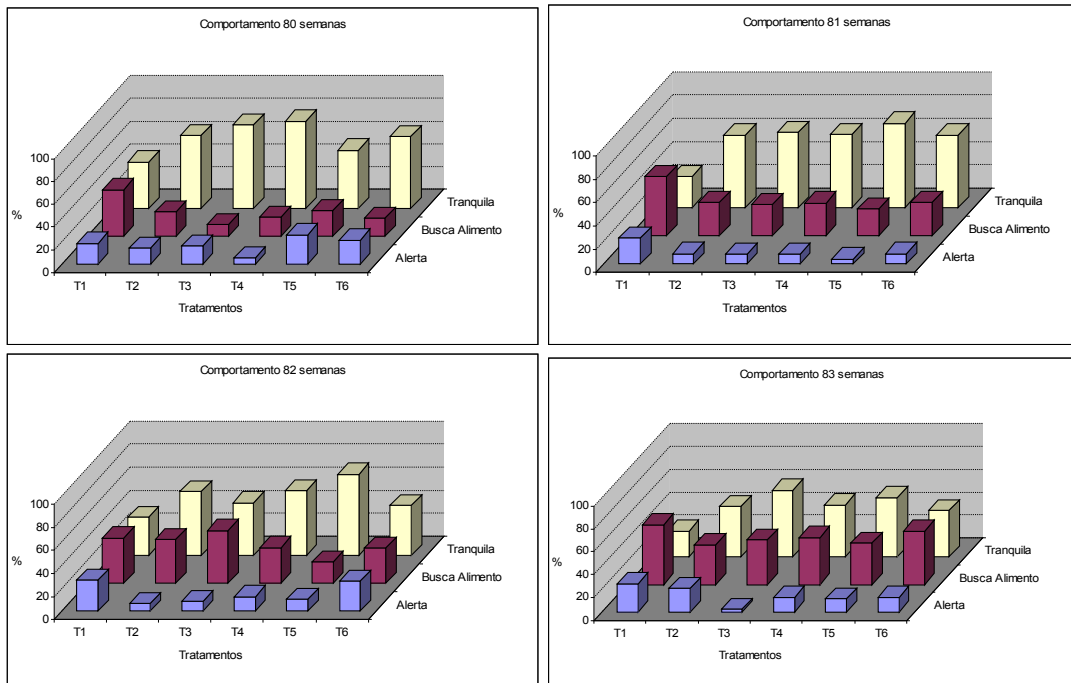 Comportamento 80 semanas
100
80
60
40
20
0
%
T1 T2 T3 T4 T5 T6
Tratamentos
Tranquila
Busca Alimento
Alerta
Comportamento 81 semanas
100
80
60
40
20
0
%
T1 T2 T3 T4 T5 T6
Tratamentos
Tranquila
Busca Alimento
Alerta
Comportamento 82 semanas
100
80
60
40
20
0
%
T1 T2 T3 T4 T5 T6
Tratamentos
Tranquila
Busca Alimento
Alerta
Comportamento 83 semanas
100
80
60
40
20
0
%
T1 T2 T3 T4 T5 T6
Tratamentos
Tranquila
Busca Alimento
Alerta